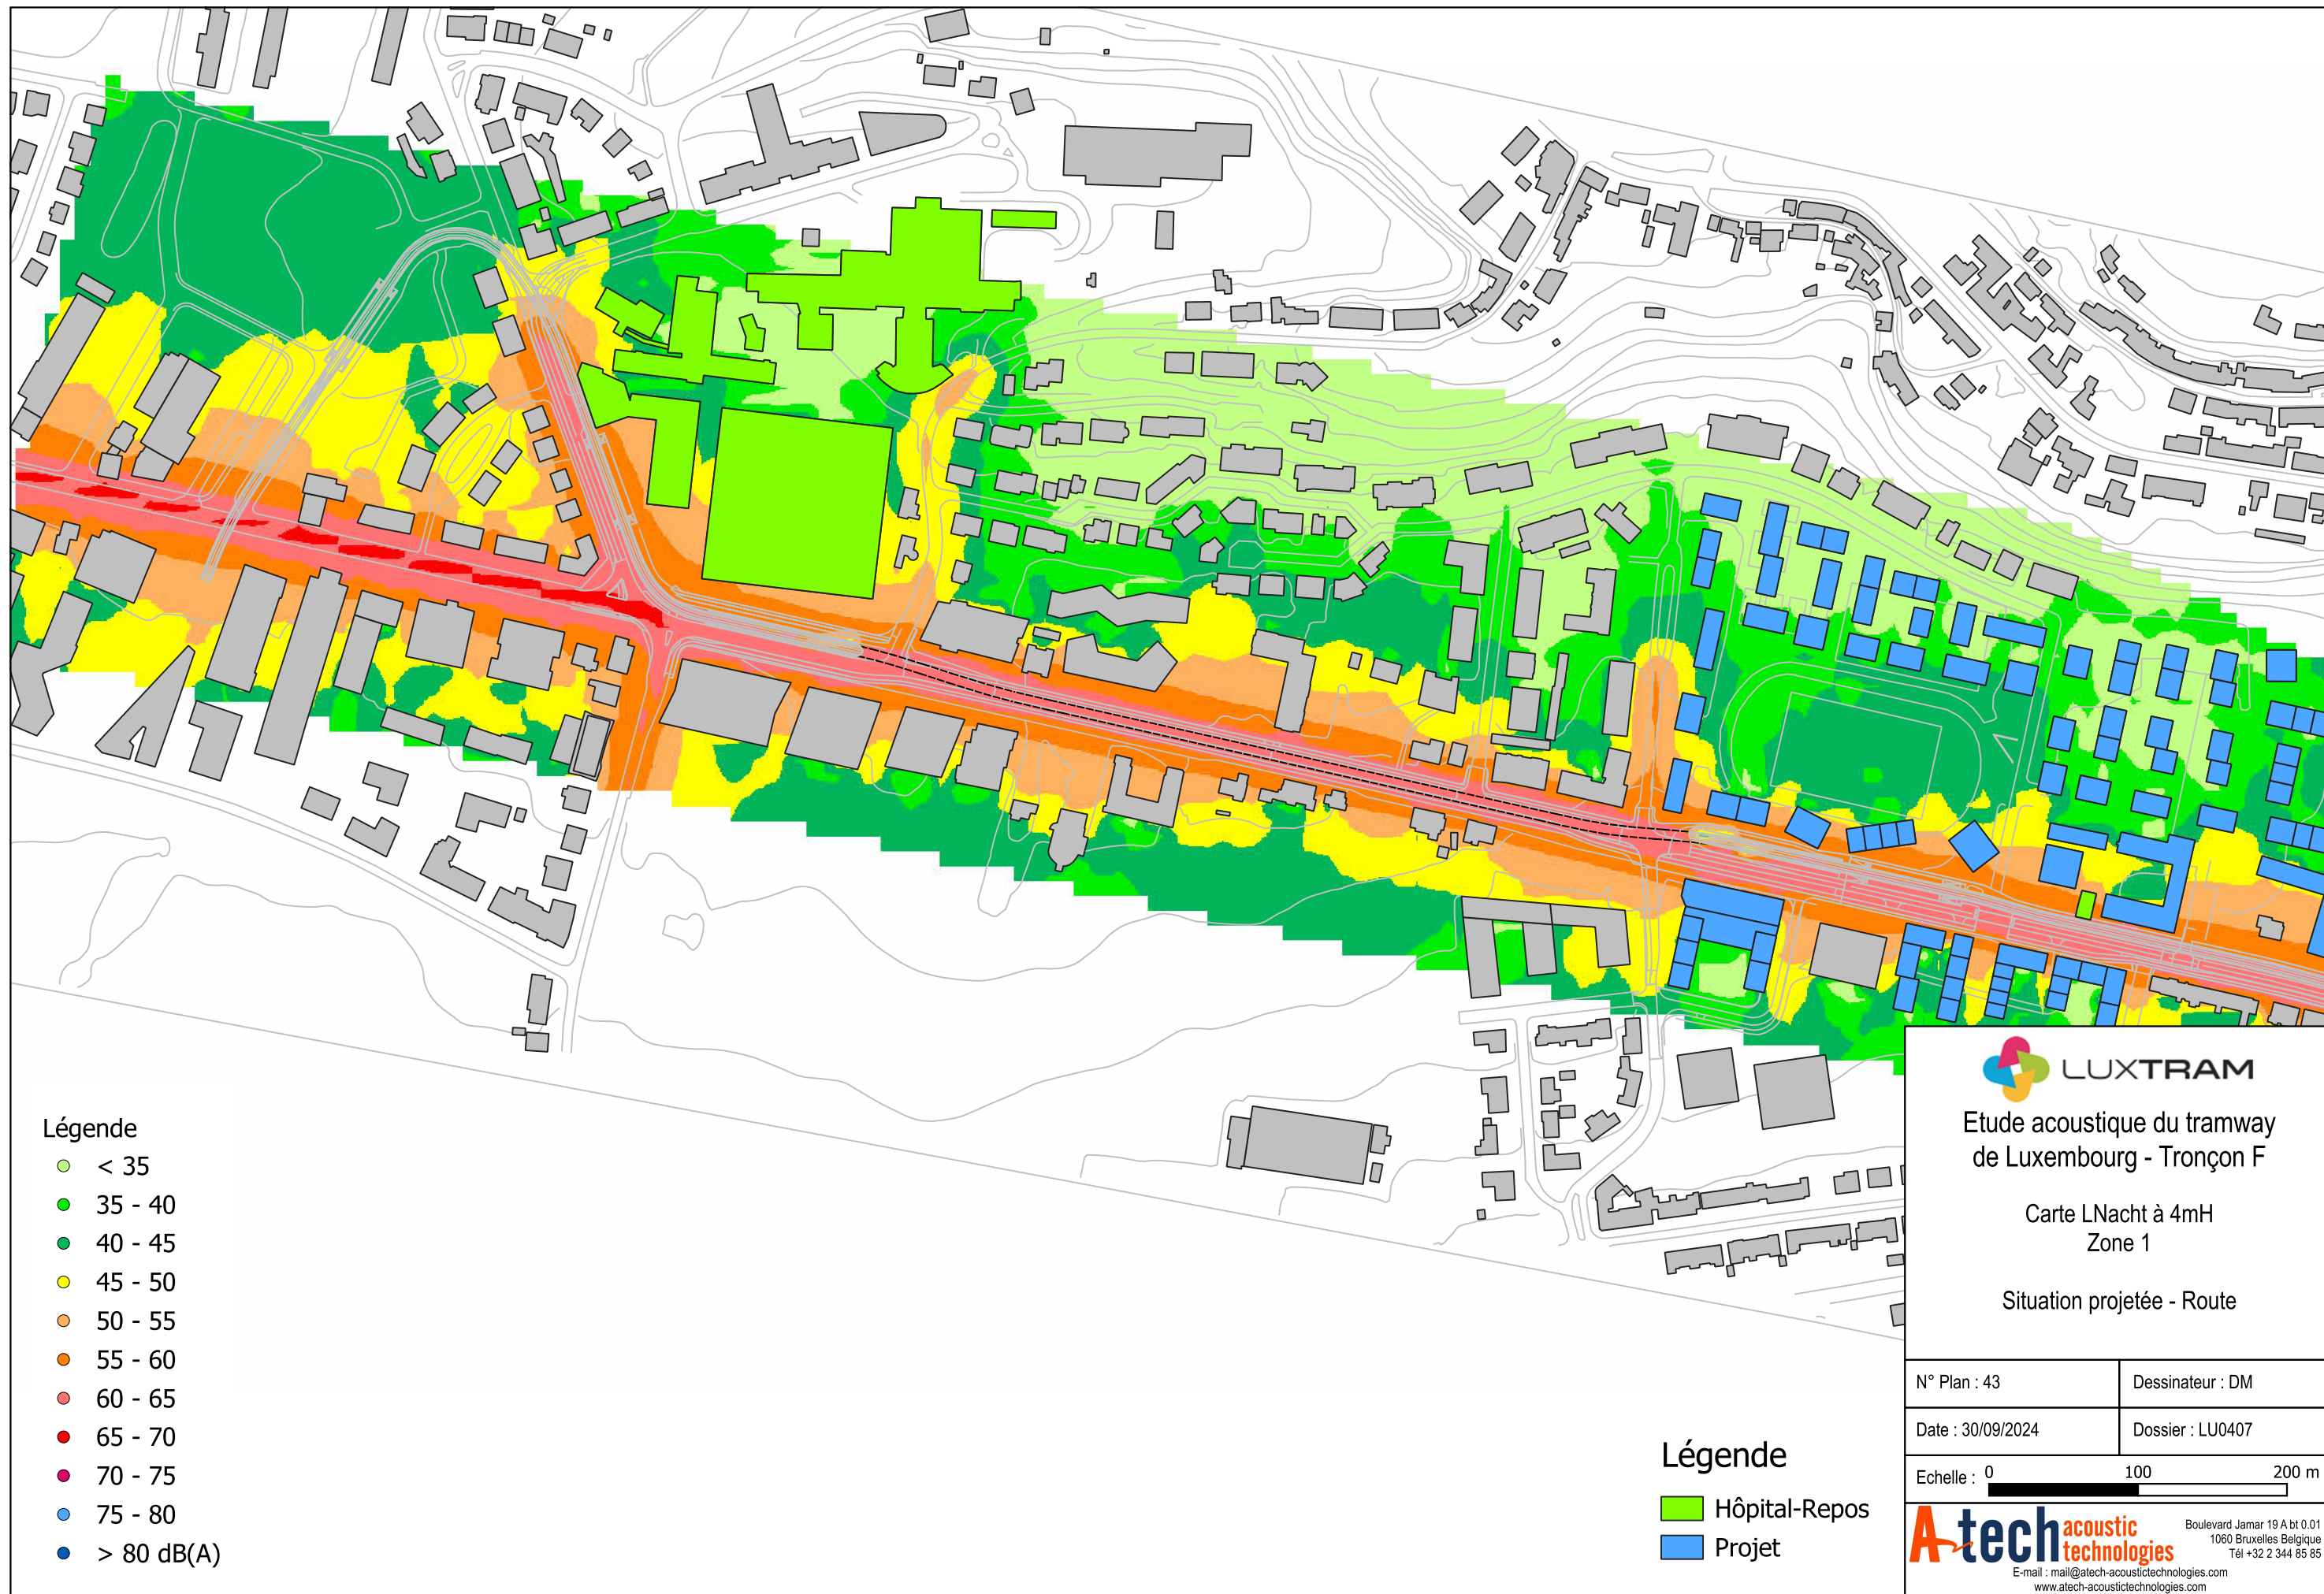 Légende
< 35
35 - 40
40 - 45
45 - 50
50 - 55
55 - 60
60 - 65
65 - 70
70 - 75
75 - 80
> 80 dB(A)
Légende
Hôpital-Repos
Projet
LUXTRAM
Etude acoustique du tramway
de Luxembourg - Tronçon F
Carte LNacht à 4mH
Zone 1
Situation projetée - Route
N° Plan : 43
Dessinateur : DM
Date : 30/09/2024
Dossier : LU0407
Echelle : 0 100 200 m
A-tech acoustic technologies
Boulevard Jamar 19 A bt 0.01
1060 Bruxelles Belgique
Tél +32 2 344 85 85
E-mail : mail@atech-acoustictechnologies.com
www.atech-acoustictechnologies.com